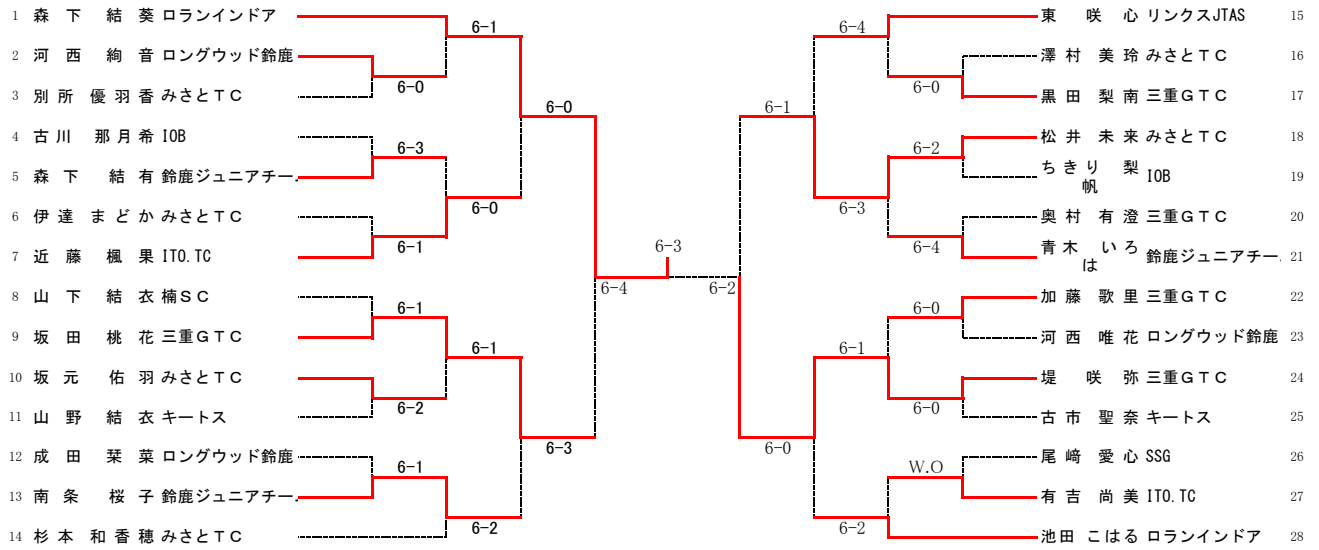 1 森 下 結 葵 ロランインドア
2 河 西 絢 音 ロングウッド鈴鹿
3 別 所 優 羽 香 みさとＴＣ
4 古 川 那 月 希 IOB
5 森 下 結 有 鈴鹿ジュニアチー
6 伊 達 まどか みさとＴＣ
7 近 藤 楓 果 ITO.TC
8 山 下 結 衣 楠ＳＣ
9 坂 田 桃 花 三重ＧＴＣ
10 坂 元 佑 羽 みさとＴＣ
11 山 野 結 衣 キートス
12 成 田 栞 菜 ロングウッド鈴鹿
13 南 条 桜 子 鈴鹿ジュニアチー
14 杉 本 和 香 穂 みさとＴＣ
6-1
6-0
6-0
6-3
6-0
6-1
6-1
6-1
6-2
6-3
6-1
6-2
6-4
6-3
6-2
6-4
6-0
6-1
6-2
6-3
6-4
6-0
6-1
6-0
6-0
W.O
6-2
東 咲 心 リンクスJTAS 15
澤 村 美 玲 みさとＴＣ 16
黒 田 梨 南 三重ＧＴＣ 17
松 井 未 来 みさとＴＣ 18
ちきり 梨
帆 IOB 19
奥 村 有 澄 三重ＧＴＣ 20
青 木 いろ
は 鈴鹿ジュニアチー 21
加 藤 歌 里 三重ＧＴＣ 22
河 西 唯 花 ロングウッド鈴鹿 23
堤 咲 弥 三重ＧＴＣ 24
古 市 聖 奈 キートス 25
尾 﨑 愛 心 SSG 26
有 吉 尚 美 ITO.TC 27
池田 こはる ロランインドア 28